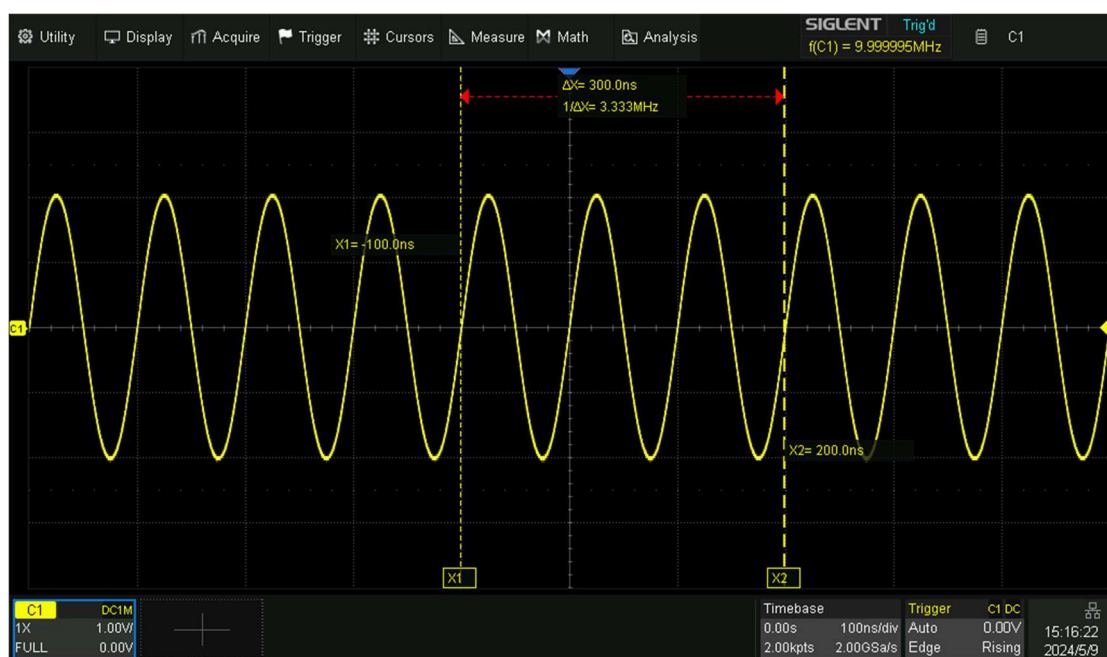 Utility Display Acquire Trigger Cursors Measure Math Analysis SIGLENT Trig'd
f(C1) = 9.999995MHz C1
ΔX= 300.0ns
1/ΔX= 3.333MHz
X1= -100.0ns
C1
X2= 200.0ns
X1 X2
C1 DC1M
1X 1.00V/
FULL 0.00V
Timebase
0.00s 100ns/div
2.00kpts 2.00GSa/s
Trigger C1 DC
Auto 0.00V
Edge Rising
15:16:22
2024/5/9